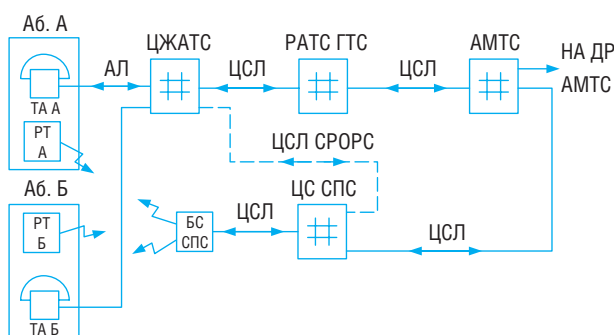 Аб. А
ТА А
РТ
А
АЛ
ЦЖАТС
ЦСЛ
РАТС ГТС
ЦСЛ
АМТС
НА ДР
АМТС
ЦСЛ СРОРС
Аб. Б
РТ
Б
ТА Б
БС
СПС
ЦСЛ
ЦС СПС
ЦСЛ